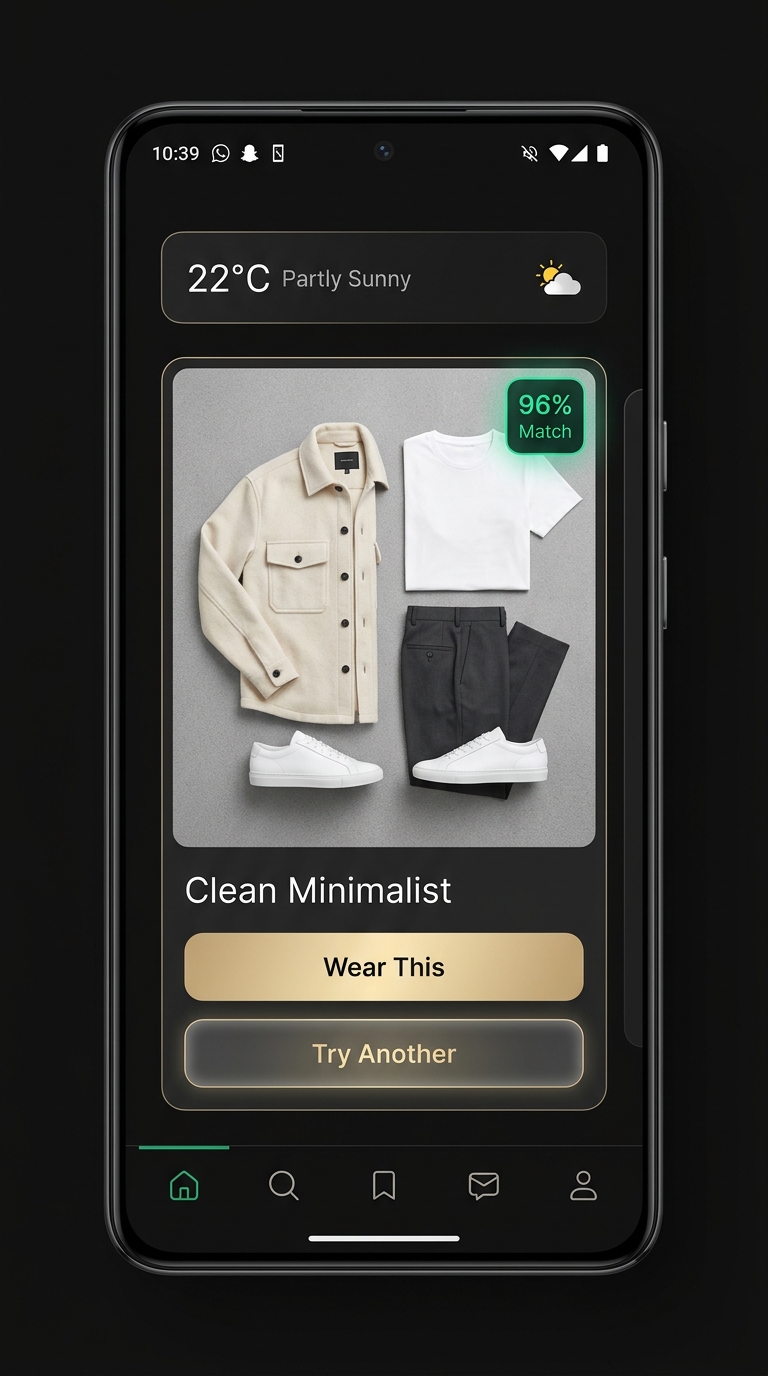 10:39
22°C Partly Sunny
96%
Match
Clean Minimalist
Wear This
Try Another